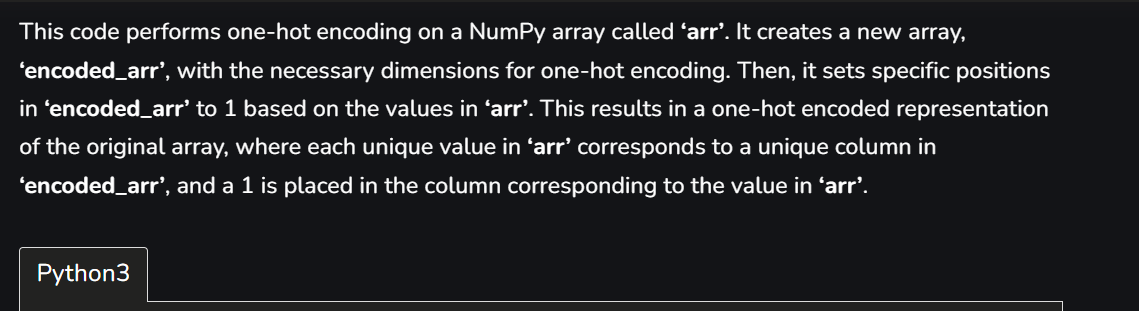 This code performs one-hot encoding on a NumPy array called ‘arr’. It creates a new array,
‘encoded_arr’, with the necessary dimensions for one-hot encoding. Then, it sets specific positions
in ‘encoded_arr’ to 1 based on the values in ‘arr’. This results in a one-hot encoded representation
of the original array, where each unique value in ‘arr’ corresponds to a unique column in
‘encoded_arr’, and a 1 is placed in the column corresponding to the value in ‘arr’.
Python3